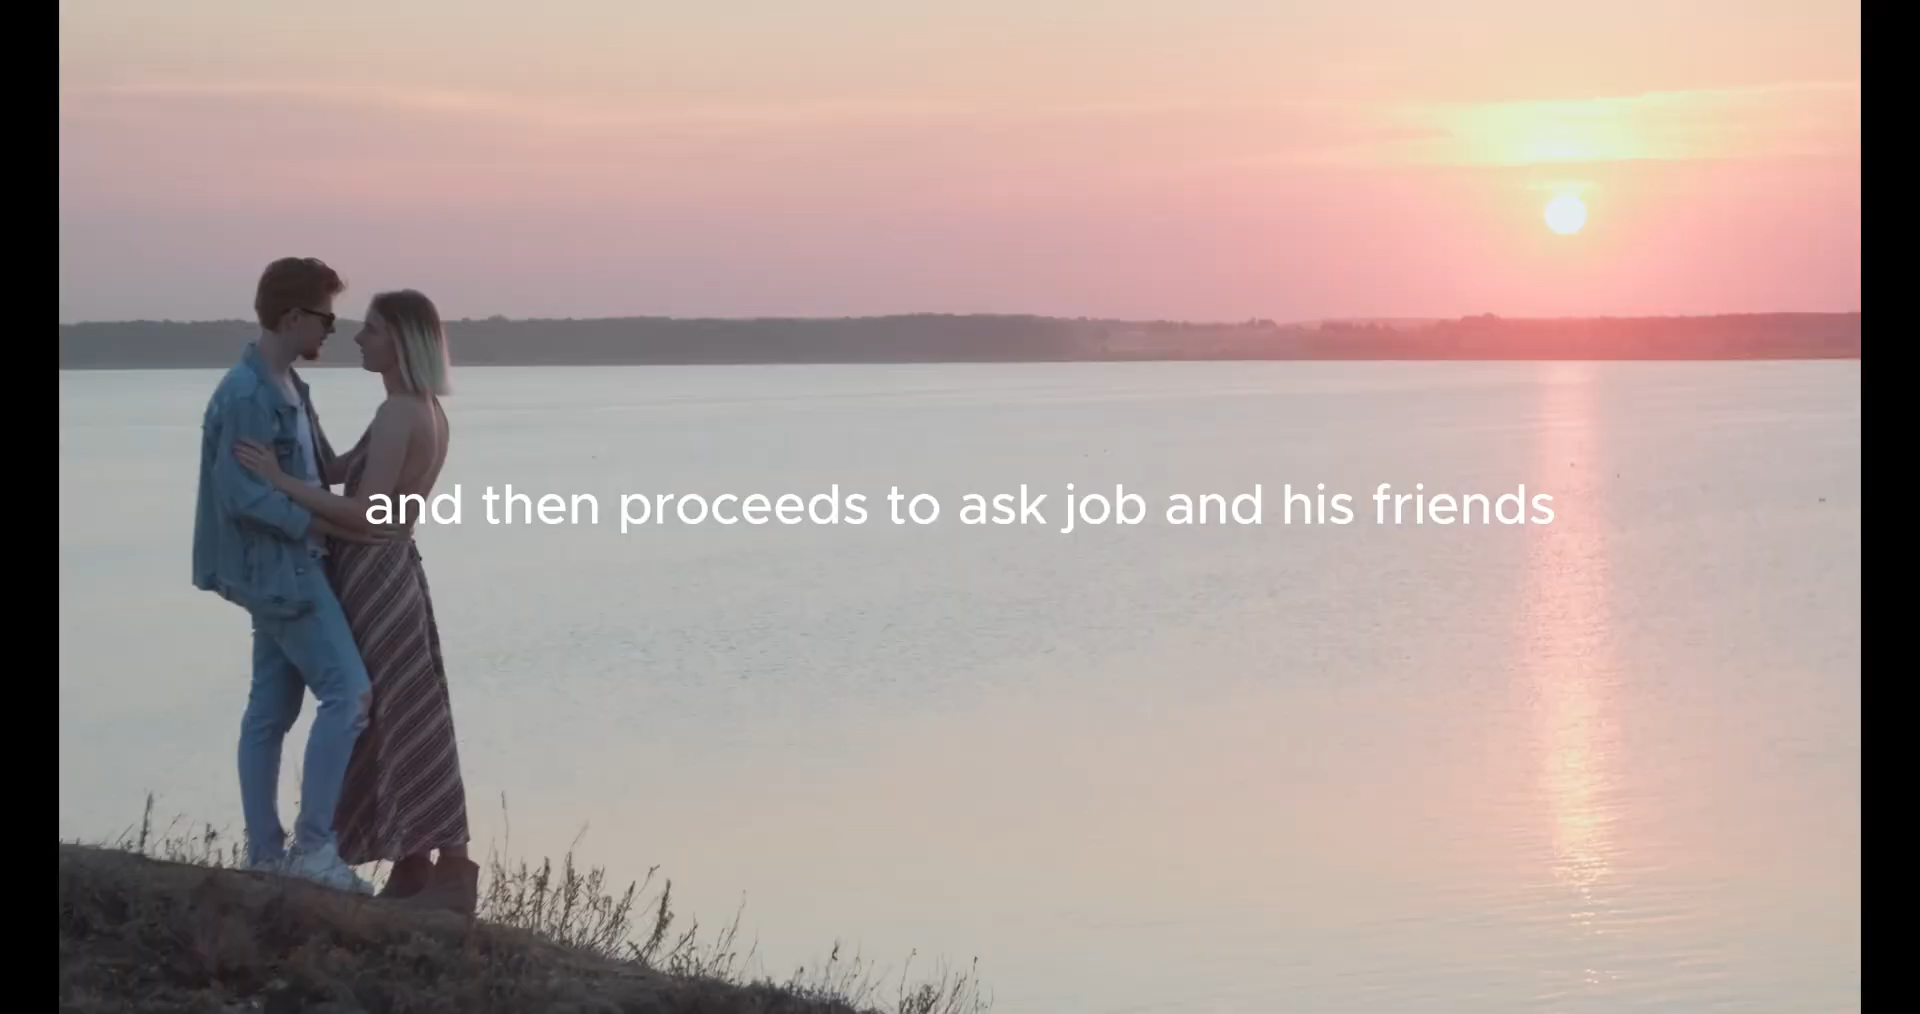 and then proceeds to ask job and his friends